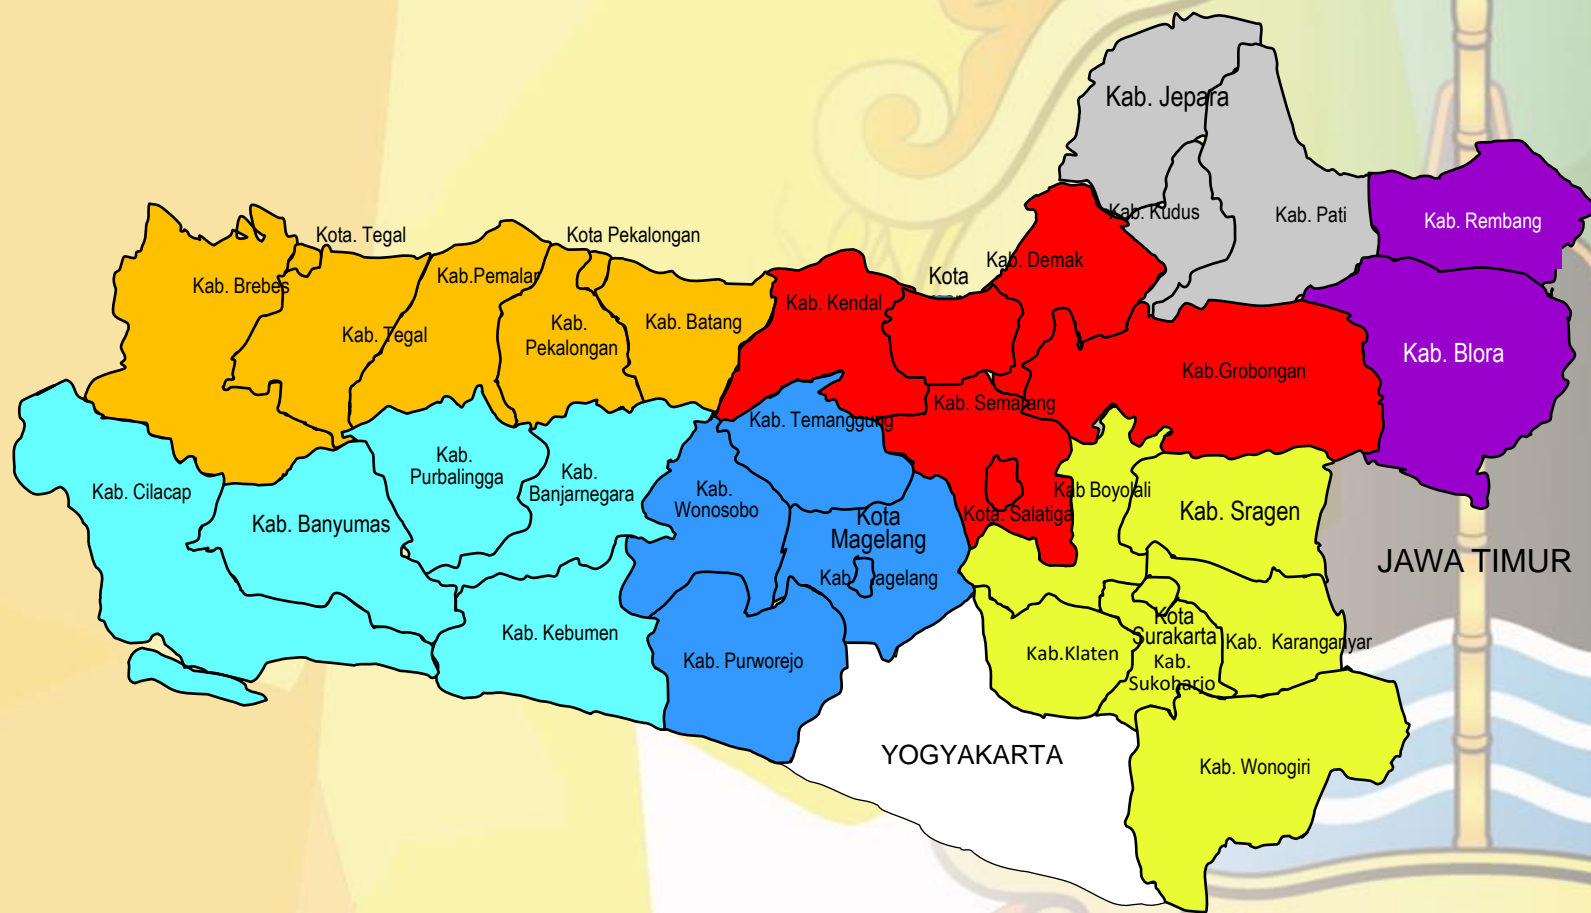 Kab. Jepara
Kab. Kudus
Kab. Pati
Kab. Rembang
Kota. Tegal
Kota Pekalongan
Kab. Brebes
Kab.Pemalar
Kota
Kab. Demak
Kab. Kendal
Kab. Tegal
Kab.
Pekalongan
Kab. Batang
Kab. Blora
Kab.Grobongan
Kab. Semarang
Kab. Temanggung
Kab.
Purbalingga
Kab.
Banjarnegara
Kab. Cilacap
Kab. Banyumas
Kab.
Wonosobo
Kota
Magelang
Kab. agelang
Kota. Salatiga
Kab Boyolali
Kab. Sragen
JAWA TIMUR
Kab. Kebumen
Kab. Purworejo
Kab.Klaten
Kota
Surakarta
Kab.
Sukoharjo
Kab. Karanganyar
YOGYAKARTA
Kab. Wonogiri